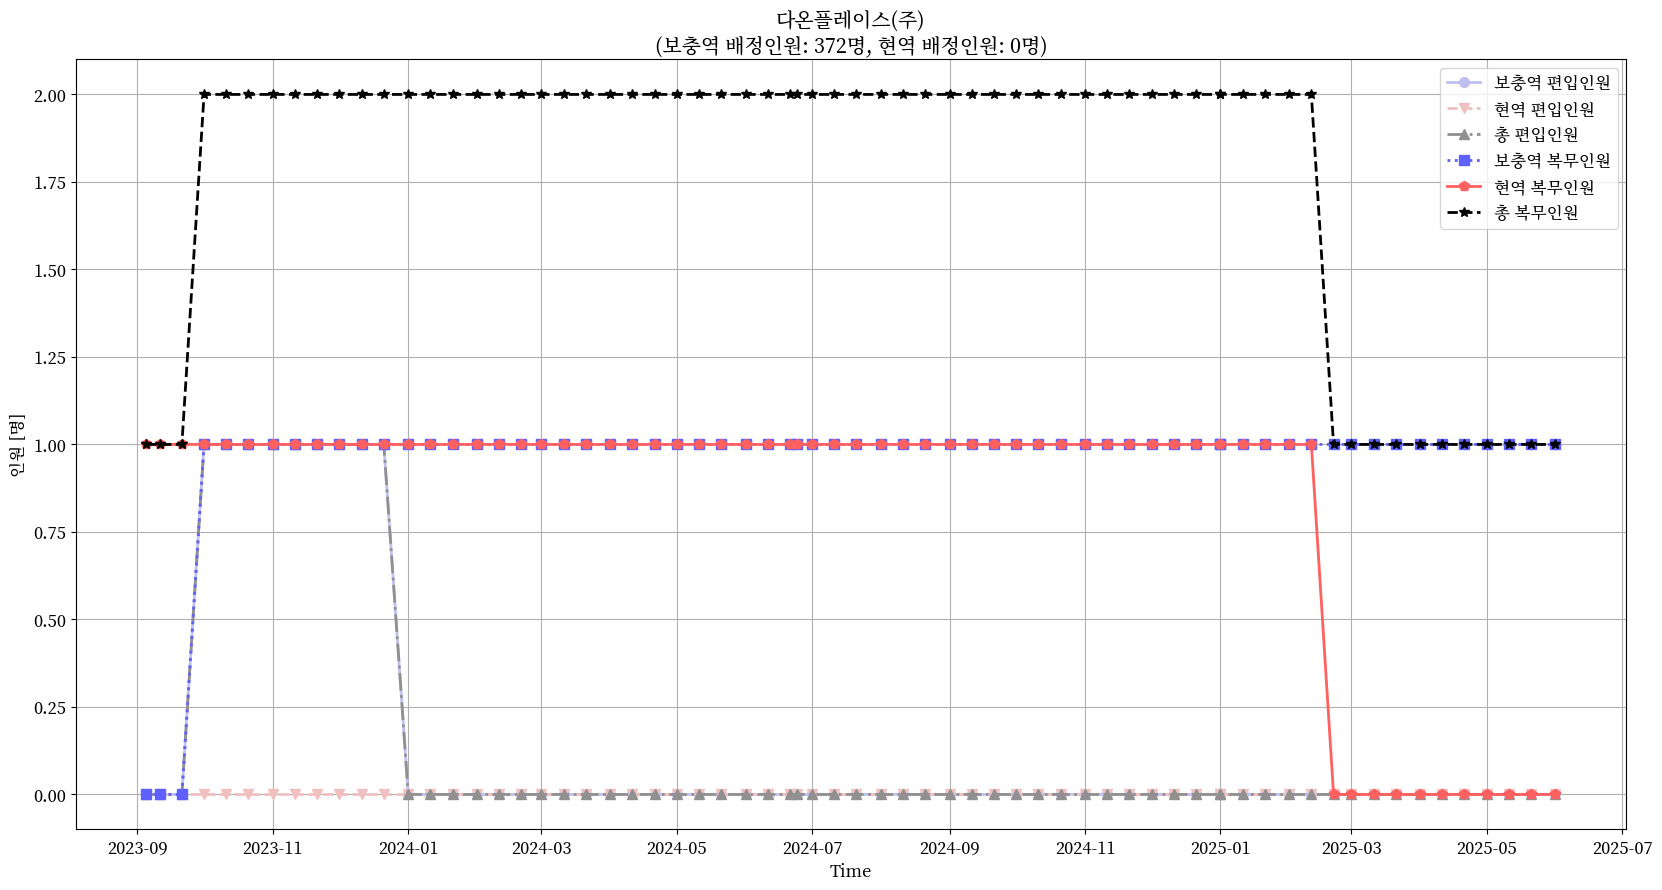 다온플레이스(주)
(보충역 배정인원: 372명, 현역 배정인원: 0명)
보충역 편입인원
현역 편입인원
총 편입인원
보충역 복무인원
현역 복무인원
총 복무인원
2.00
1.75
1.50
1.25
1.00
0.75
0.50
0.25
0.00
인원 [명]
2023-09 2023-11 2024-01 2024-03 2024-05 2024-07 2024-09 2024-11 2025-01 2025-03 2025-05 2025-07
Time